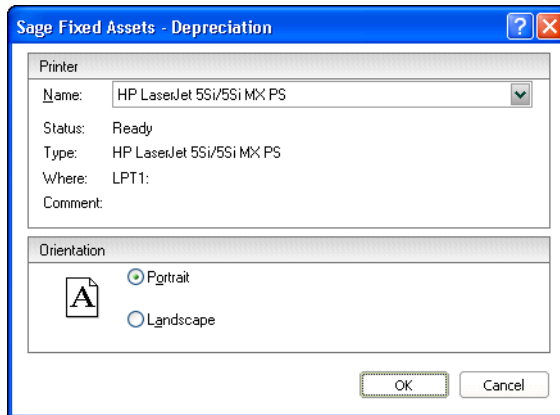 Sage Fixed Assets - Depreciation
Printer
Name: HP LaserJet 5Si/5Si MX PS
Status: Ready
Type: HP LaserJet 5Si/5Si MX PS
Where: LPT1:
Comment:
Orientation
A
Portrait
Landscape
OK Cancel